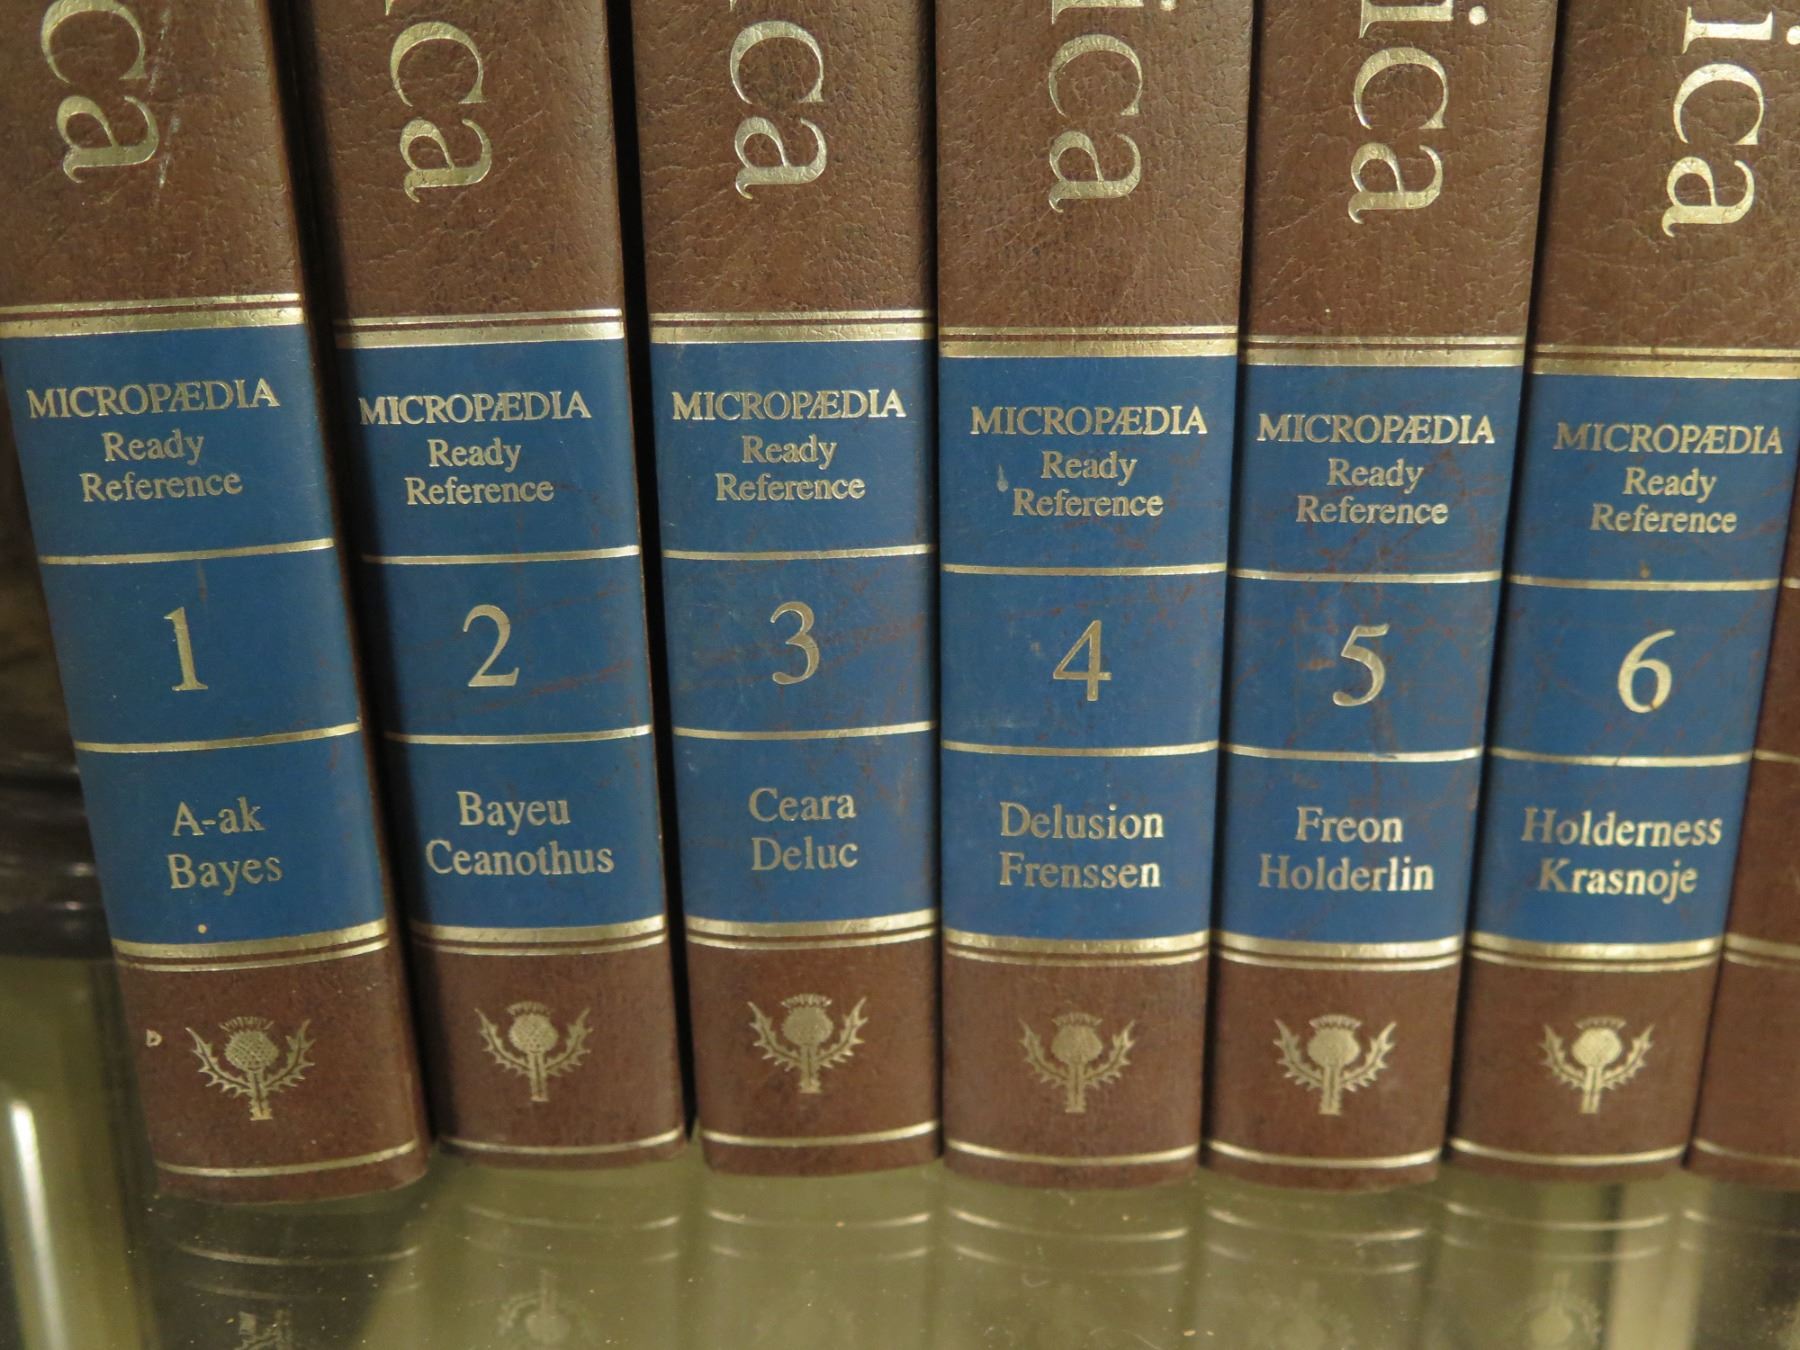 ica
MICROPÆDIA
Ready
Reference
1
A-ak
Bayes
ica
MICROPÆDIA
Ready
Reference
2
Bayeu
Ceanothus
ica
MICROPÆDIA
Ready
Reference
3
Ceara
Deluc
ica
MICROPÆDIA
Ready
Reference
4
Delusion
Frenssen
ica
MICROPÆDIA
Ready
Reference
5
Freon
Holderlin
ica
MICROPÆDIA
Ready
Reference
6
Holderness
Krasnoje